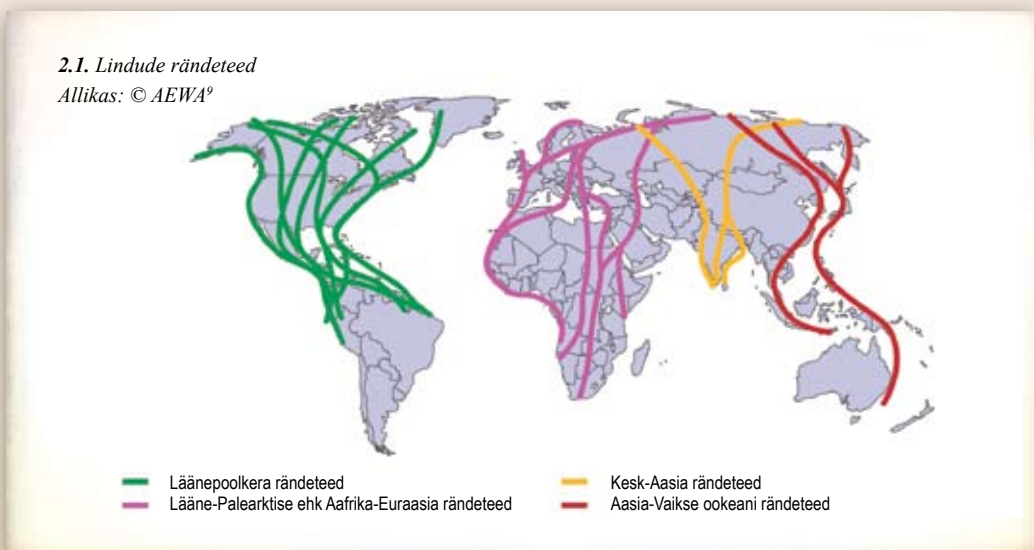 2.1. Lindude rändeteed
Allikas: © AEWA⁹
Läänepoolkera rändeteed
Lääne-Palearktise ehk Aafrika-Euraasia rändeteed
Kesk-Aasia rändeteed
Aasia-Vaikse ookeani rändeteed